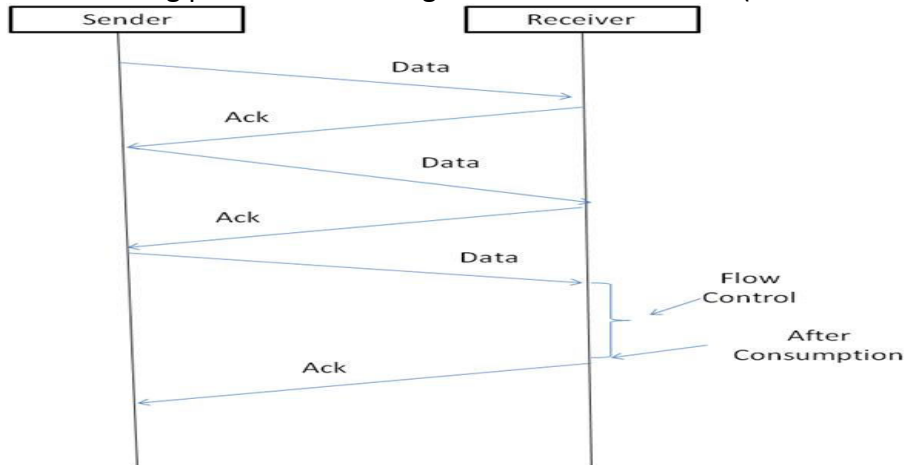 Sender
Receiver
Data
Ack
Data
Ack
Data
Flow
Control
After
Consumption
Ack